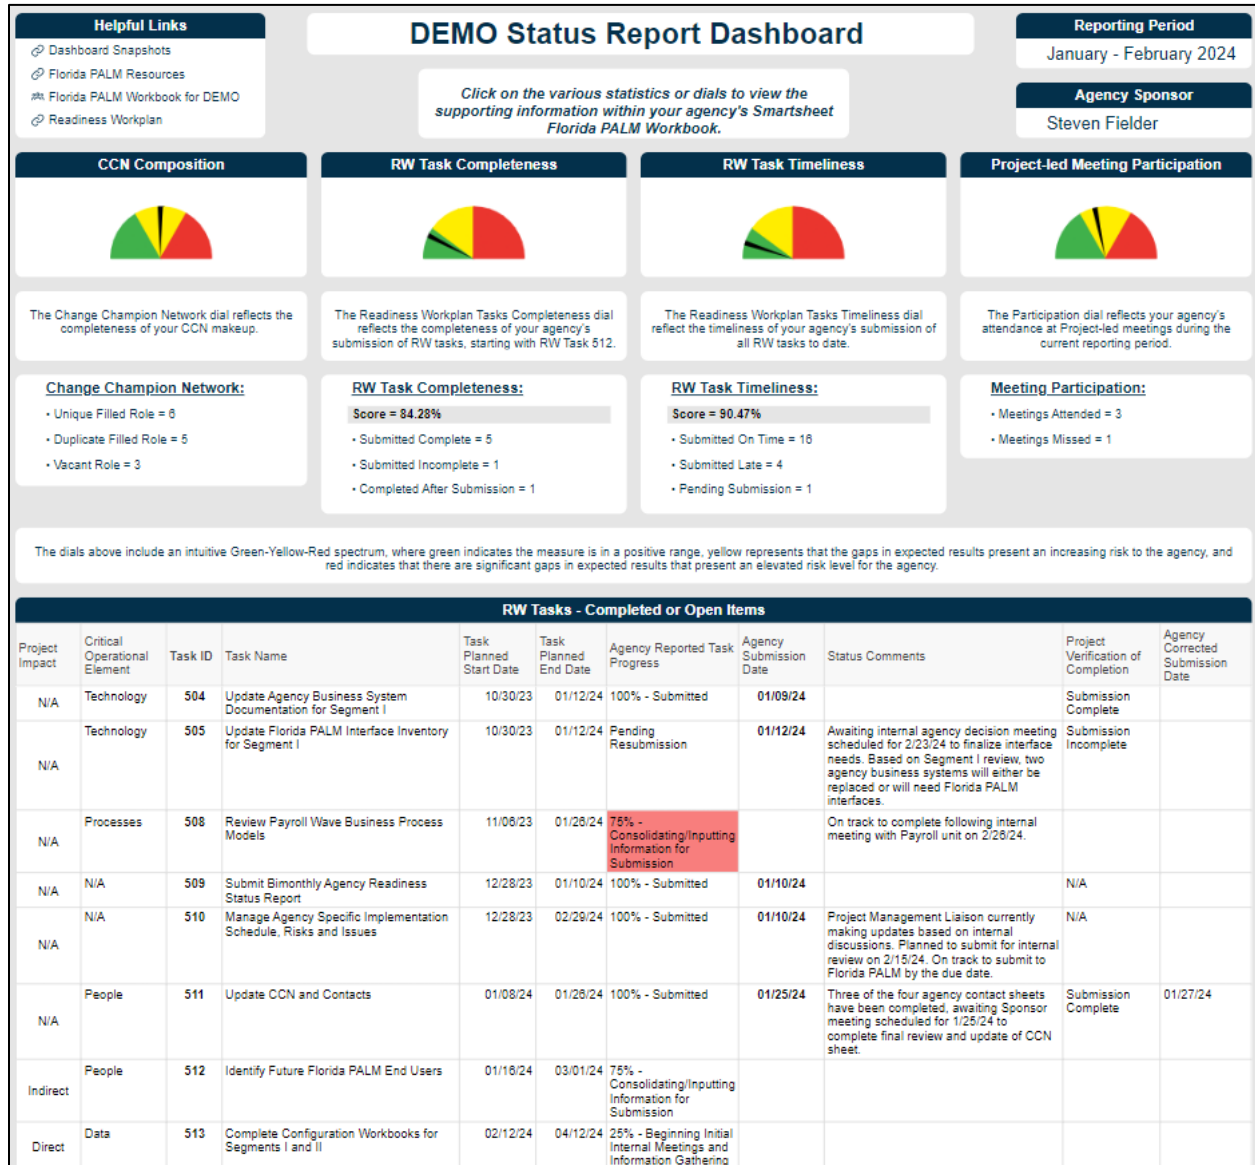 Helpful Links
Dashboard Snapshots
Florida PALM Resources
Florida PALM Workbook for DEMO
Readiness Workplan
DEMO Status Report Dashboard
Click on the various statistics or dials to view the
supporting information within your agency's Smartsheet
Florida PALM Workbook.
Reporting Period
January - February 2024
Agency Sponsor
Steven Fielder
CCN Composition
RW Task Completeness
RW Task Timeliness
Project-led Meeting Participation
The Change Champion Network dial reflects the
completeness of your CCN makeup.
The Readiness Workplan Tasks Completeness dial
reflects the completeness of your agency's
submission of RW tasks, starting with RW Task 512.
The Readiness Workplan Tasks Timeliness dial
reflect the timeliness of your agency's submission of
all RW tasks to date.
The Participation dial reflects your agency's
attendance at Project-led meetings during the
current reporting period.
Change Champion Network:
• Unique Filled Role = 6
• Duplicate Filled Role = 5
• Vacant Role = 3
RW Task Completeness:
Score = 84.28%
• Submitted Complete = 5
• Submitted Incomplete = 1
• Completed After Submission = 1
RW Task Timeliness:
Score = 90.47%
• Submitted On Time = 16
• Submitted Late = 4
• Pending Submission = 1
Meeting Participation:
• Meetings Attended = 3
• Meetings Missed = 1
The dials above include an intuitive Green-Yellow-Red spectrum, where green indicates the measure is in a positive range, yellow represents that the gaps in expected results present an increasing risk to the agency, and
red indicates that there are significant gaps in expected results that present an elevated risk level for the agency.
RW Tasks - Completed or Open Items
Project
Impact
Critical
Operational
Element
Task ID
Task Name
Task
Planned
Start Date
Task
Planned
End Date
Agency Reported Task
Progress
Agency
Submission
Date
Status Comments
Project
Verification of
Completion
Agency
Corrected
Submission
Date
N/A
Technology
504
Update Agency Business System
Documentation for Segment I
10/30/23
01/12/24
100% - Submitted
01/09/24
Submission
Complete
N/A
Technology
505
Update Florida PALM Interface Inventory
for Segment I
10/30/23
01/12/24
Pending
Resubmission
01/12/24
Awaiting internal agency decision meeting
scheduled for 2/23/24 to finalize interface
needs. Based on Segment I review, two
agency business systems will either be
replaced or will need Florida PALM
interfaces.
Submission
Incomplete
N/A
Processes
508
Review Payroll Wave Business Process
Models
11/06/23
01/26/24
75% -
Consolidating/Inputting
Information for
Submission
On track to complete following internal
meeting with Payroll unit on 2/26/24.
N/A
N/A
509
Submit Bimonthly Agency Readiness
Status Report
12/28/23
01/10/24
100% - Submitted
01/10/24
N/A
N/A
N/A
510
Manage Agency Specific Implementation
Schedule, Risks and Issues
12/28/23
02/29/24
100% - Submitted
01/10/24
Project Management Liaison currently
making updates based on internal
discussions. Planned to submit for internal
review on 2/15/24. On track to submit to
Florida PALM by the due date.
N/A
N/A
People
511
Update CCN and Contacts
01/08/24
01/26/24
100% - Submitted
01/25/24
Three of the four agency contact sheets
have been completed, awaiting Sponsor
meeting scheduled for 1/25/24 to
complete final review and update of CCN
sheet.
Submission
Complete
01/27/24
Indirect
People
512
Identify Future Florida PALM End Users
01/16/24
03/01/24
75% -
Consolidating/Inputting
Information for
Submission
Direct
Data
513
Complete Configuration Workbooks for
Segments I and II
02/12/24
04/12/24
25% - Beginning Initial
Internal Meetings and
Information Gathering